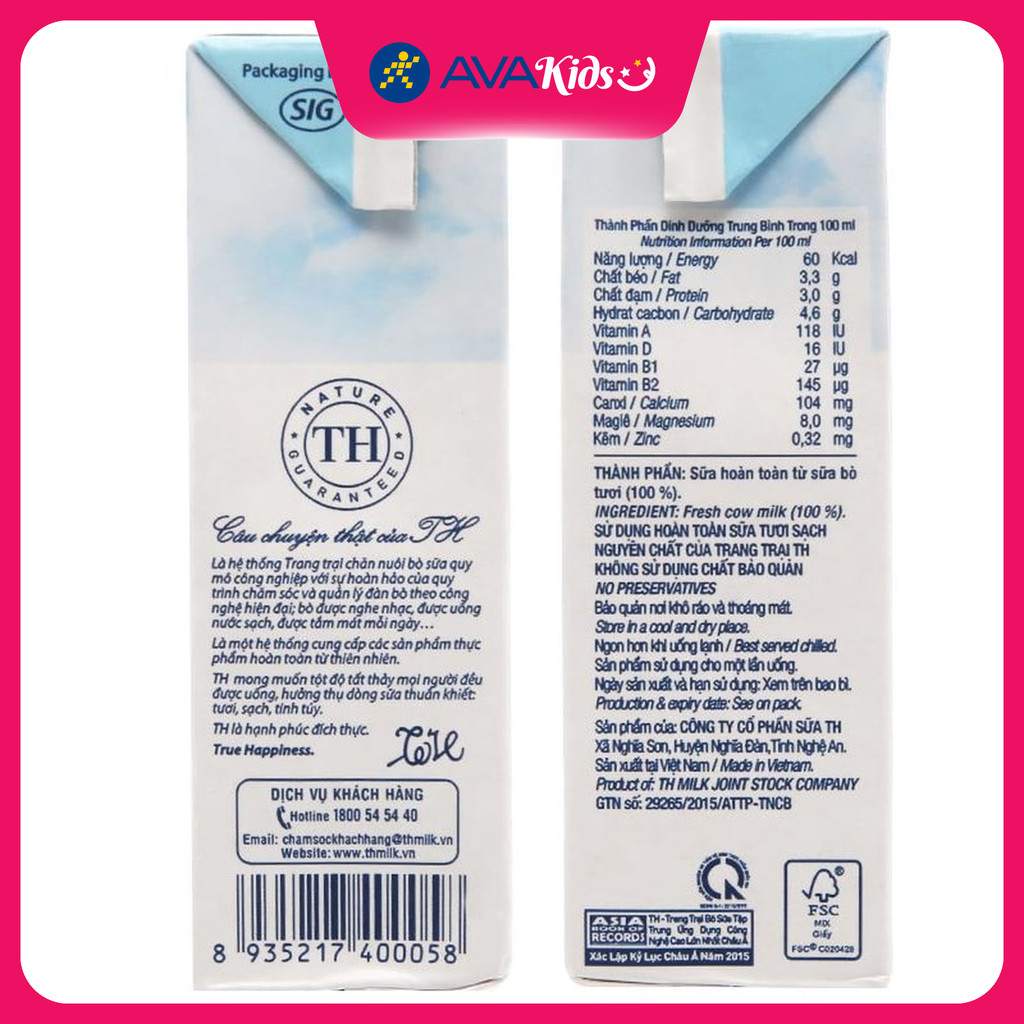 AVAKids
Packaging
SIG
NATURE
TH
GUARANTEED
Câu chuyện thật của TH
Là hệ thống Trang trại chăn nuôi bò sữa quy
mô công nghiệp với sự hoàn hảo của quy
trình chăm sóc và quản lý đàn bò theo công
nghệ hiện đại; bò được nghe nhạc, được uống
nước sạch, được tắm mát mỗi ngày...
Là một hệ thống cung cấp các sản phẩm thực
phẩm hoàn toàn từ thiên nhiên.
TH mong muốn tột độ tất thảy mọi người đều
được uống, hưởng thụ dòng sữa thuần khiết:
tươi, sạch, tinh túy.
TH là hạnh phúc đích thực.
True Happiness.
DỊCH VỤ KHÁCH HÀNG
Hotline 1800 54 54 40
Email: chamsockhachhang@thmilk.vn
Website: www.thmilk.vn
8 935217 400058
Thành Phần Dinh Dưỡng Trung Bình Trong 100 ml
Nutrition Information Per 100 ml
Năng lượng / Energy 60 Kcal
Chất béo / Fat 3,3 g
Chất đạm / Protein 3,0 g
Hydrat cacbon / Carbohydrate 4,6 g
Vitamin A 118 IU
Vitamin D 16 IU
Vitamin B1 27 µg
Vitamin B2 145 µg
Canxi / Calcium 104 mg
Magiê / Magnesium 8,0 mg
Kẽm / Zinc 0,32 mg
THÀNH PHẦN: Sữa hoàn toàn từ sữa bò
tươi (100 %).
INGREDIENT: Fresh cow milk (100 %).
SỬ DỤNG HOÀN TOÀN SỮA TƯƠI SẠCH
NGUYÊN CHẤT CỦA TRANG TRẠI TH
KHÔNG SỬ DỤNG CHẤT BẢO QUẢN
NO PRESERVATIVES
Bảo quản nơi khô ráo và thoáng mát.
Store in a cool and dry place.
Ngon hơn khi uống lạnh / Best served chilled.
Sản phẩm sử dụng cho một lần uống.
Ngày sản xuất và hạn sử dụng: Xem trên bao bì.
Production & expiry date: See on pack.
Sản phẩm của: CÔNG TY CỔ PHẦN SỮA TH
Xã Nghĩa Sơn, Huyện Nghĩa Đàn, Tỉnh Nghệ An.
Sản xuất tại Việt Nam / Made in Vietnam.
Product of: TH MILK JOINT STOCK COMPANY
GTN số: 29265/2015/ATTP-TNCB
ASIA
BOOK OF
RECORDS
TH - Trang Trại Bò Sữa Tập
Trung Ứng Dụng Công
Nghệ Cao Lớn Nhất Châu Á
Xác Lập Kỷ Lục Châu Á Năm 2015
FSC
MIX
Giấy
FSC® C020428